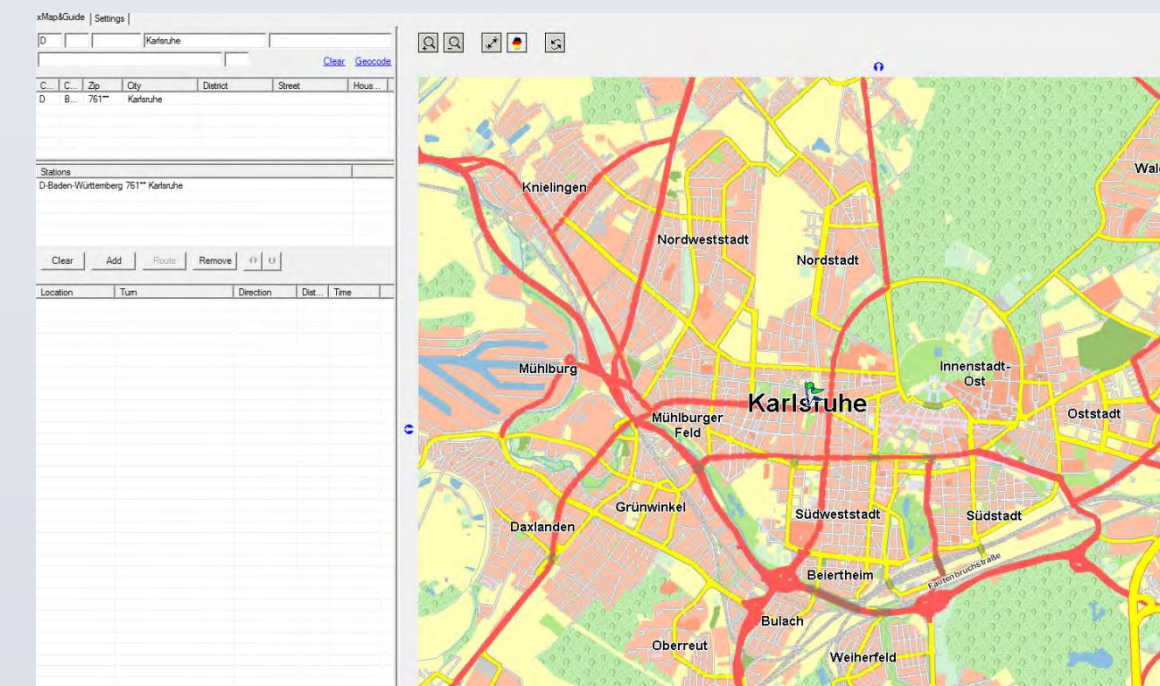 xMap&Guide Settings
D Karlsruhe
Clear Geocode
C... C... Zip City District Street Hous...
D B... 761** Karlsruhe
Stations
D-Baden-Württemberg 761** Karlsruhe
Clear Add Route Remove
Location Turn Direction Dist... Time
Knielingen
Nordweststadt
Nordstadt
Mühlburg
Innenstadt-
Ost
Karlsruhe
Mühlburger
Feld
Oststadt
Grünwinkel
Südweststadt
Südstadt
Daxlanden
Fautenbruchstraße
Beiertheim
Bulach
Oberreut
Weiherfeld